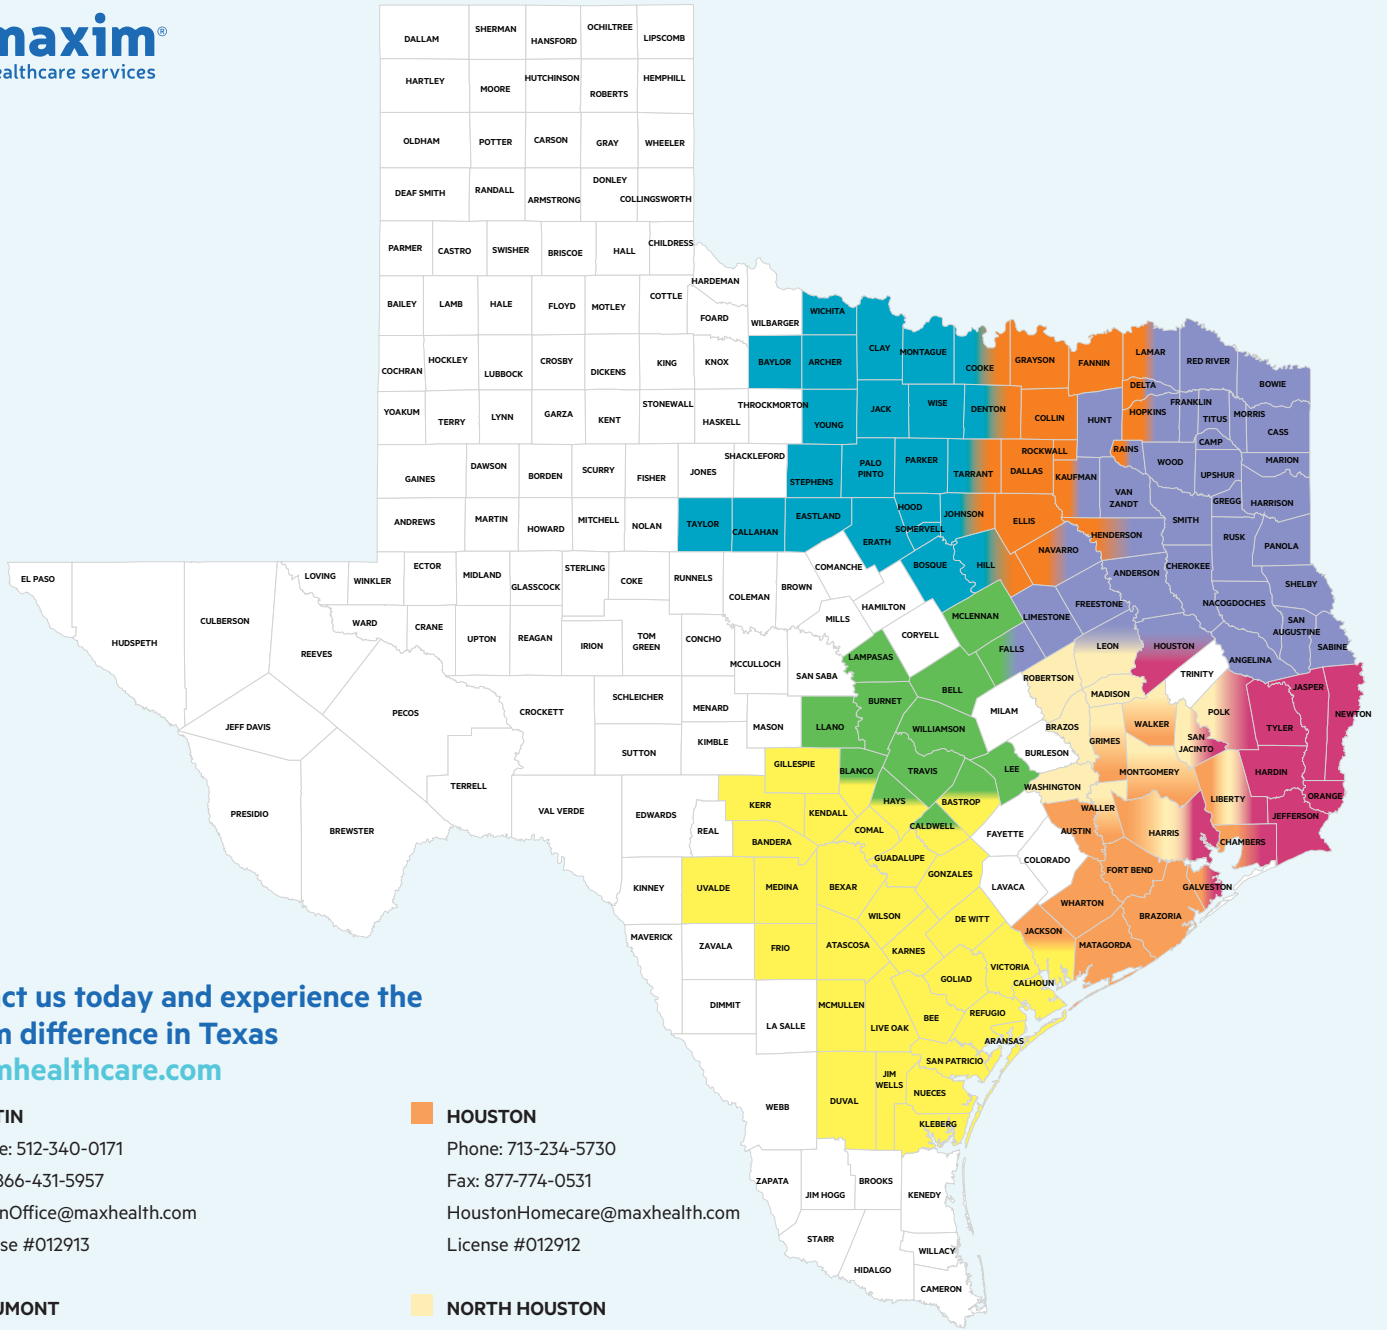 maxim®
ealthcare services
DALLAM
SHERMAN
HANSFORD
OCHILTREE
LIPSCOMB
HARTLEY
MOORE
HUTCHINSON
ROBERTS
HEMPHILL
OLDHAM
POTTER
CARSON
GRAY
WHEELER
DEAF SMITH
RANDALL
ARMSTRONG
DONLEY
COLLINGSWORTH
PARMER
CASTRO
SWISHER
BRISCOE
HALL
CHILDRESS
HARDEMAN
BAILEY
LAMB
HALE
FLOYD
MOTLEY
COTTLE
FOARD
WILBARGER
WICHITA
COCHRAN
HOCKLEY
LUBBOCK
CROSBY
DICKENS
KING
KNOX
BAYLOR
ARCHER
CLAY
MONTAGUE
COOKE
GRAYSON
FANNIN
LAMAR
RED RIVER
BOWIE
YOAKUM
TERRY
LYNN
GARZA
KENT
STONEWALL
HASKELL
THROCKMORTON
YOUNG
JACK
WISE
DENTON
COLLIN
HUNT
DELTA
HOPKINS
FRANKLIN
TITUS
MORRIS
CASS
CAMP
GAINES
DAWSON
BORDEN
SCURRY
FISHER
JONES
SHACKLEFORD
STEPHENS
PALO
PINTO
PARKER
TARRANT
DALLAS
ROCKWALL
KAUFMAN
RAINS
VAN
ZANDT
WOOD
UPSHUR
MARION
GREGG
HARRISON
ANDREWS
MARTIN
HOWARD
MITCHELL
NOLAN
TAYLOR
CALLAHAN
EASTLAND
ERATH
HOOD
SOMERVELL
JOHNSON
ELLIS
NAVARRO
HENDERSON
SMITH
RUSK
PANOLA
EL PASO
HUDSPETH
CULBERSON
LOVING
WINKLER
ECTOR
MIDLAND
GLASSCOCK
STERLING
COKE
RUNNELS
COLEMAN
BROWN
COMANCHE
BOSQUE
HILL
ANDERSON
CHEROKEE
SHELBY
REEVES
WARD
CRANE
UPTON
REAGAN
IRION
TOM
GREEN
CONCHO
MCCULLOCH
SAN SABA
MILLS
HAMILTON
CORYELL
MCLENNAN
LIMESTONE
FREESTONE
NACOGDOCHES
SAN
AUGUSTINE
SABINE
LAMPASAS
FALLS
LEON
HOUSTON
ANGELINA
TRINITY
JEFF DAVIS
PECOS
CROCKETT
SCHLEICHER
MENARD
MASON
LLANO
BURNET
BELL
MILAM
ROBERTSON
MADISON
WALKER
POLK
TYLER
JASPER
NEWTON
SUTTON
KIMBLE
WILLIAMSON
BRAZOS
GRIMES
SAN
JACINTO
BURLESON
GILLESPIE
BLANCO
TRAVIS
LEE
WASHINGTON
MONTGOMERY
HARDIN
ORANGE
PRESIDIO
BREWSTER
TERRELL
VAL VERDE
EDWARDS
REAL
KERR
KENDALL
HAYS
BASTROP
CALDWELL
FAYETTE
AUSTIN
WALLER
HARRIS
LIBERTY
JEFFERSON
CHAMBERS
BANDERA
COMAL
GUADALUPE
GONZALES
COLORADO
LAVACA
FORT BEND
GALVESTON
KINNEY
UVALDE
MEDINA
BEXAR
WILSON
DE WITT
WHARTON
BRAZORIA
JACKSON
MATAGORDA
MAVERICK
ZAVALA
FRIO
ATASCOSA
KARNES
GOLIAD
VICTORIA
CALHOUN
DIMMIT
LA SALLE
MCMULLEN
LIVE OAK
BEE
REFUGIO
ARANSAS
SAN PATRICIO
WEBB
DUVAL
JIM
WELLS
NUECES
KLEBERG
ZAPATA
JIM HOGG
BROOKS
KENEDY
STARR
HIDALGO
WILLACY
CAMERON
ct us today and experience the
m difference in Texas
mhealthcare.com
TIN
e: 512-340-0171
866-431-5957
nOffice@maxhealth.com
se #012913
UMONT
HOUSTON
Phone: 713-234-5730
Fax: 877-774-0531
HoustonHomecare@maxhealth.com
License #012912
NORTH HOUSTON